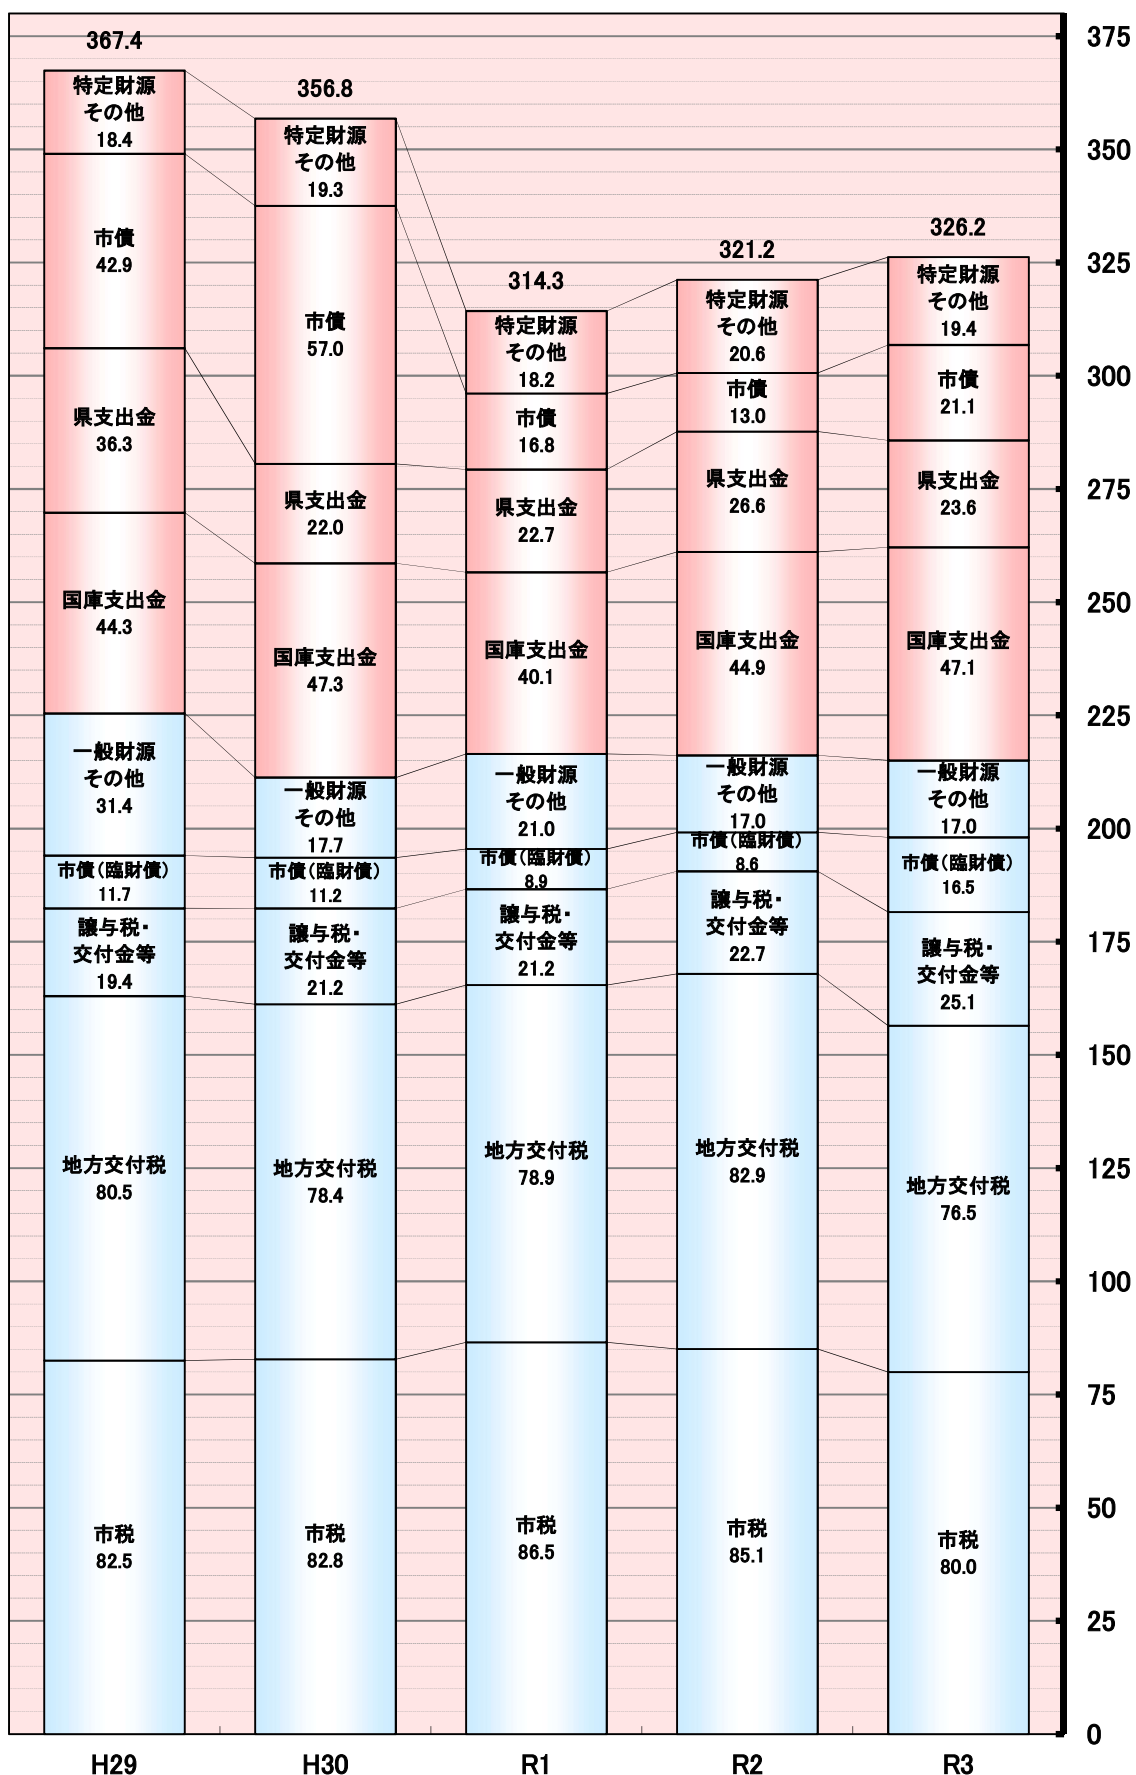 367.4
特定財源
その他
18.4
市債
42.9
県支出金
36.3
国庫支出金
44.3
一般財源
その他
31.4
市債(臨財債)
11.7
譲与税・
交付金等
19.4
地方交付税
80.5
市税
82.5
H29
356.8
特定財源
その他
19.3
市債
57.0
県支出金
22.0
国庫支出金
47.3
一般財源
その他
17.7
市債(臨財債)
11.2
譲与税・
交付金等
21.2
地方交付税
78.4
市税
82.8
H30
314.3
特定財源
その他
18.2
市債
16.8
県支出金
22.7
国庫支出金
40.1
一般財源
その他
21.0
市債(臨財債)
8.9
譲与税・
交付金等
21.2
地方交付税
78.9
市税
86.5
R1
321.2
特定財源
その他
20.6
市債
13.0
県支出金
26.6
国庫支出金
44.9
一般財源
その他
17.0
市債(臨財債)
8.6
譲与税・
交付金等
22.7
地方交付税
82.9
市税
85.1
R2
326.2
特定財源
その他
19.4
市債
21.1
県支出金
23.6
国庫支出金
47.1
一般財源
その他
17.0
市債(臨財債)
16.5
譲与税・
交付金等
25.1
地方交付税
76.5
市税
80.0
R3
375
350
325
300
275
250
225
200
175
150
125
100
75
50
25
0